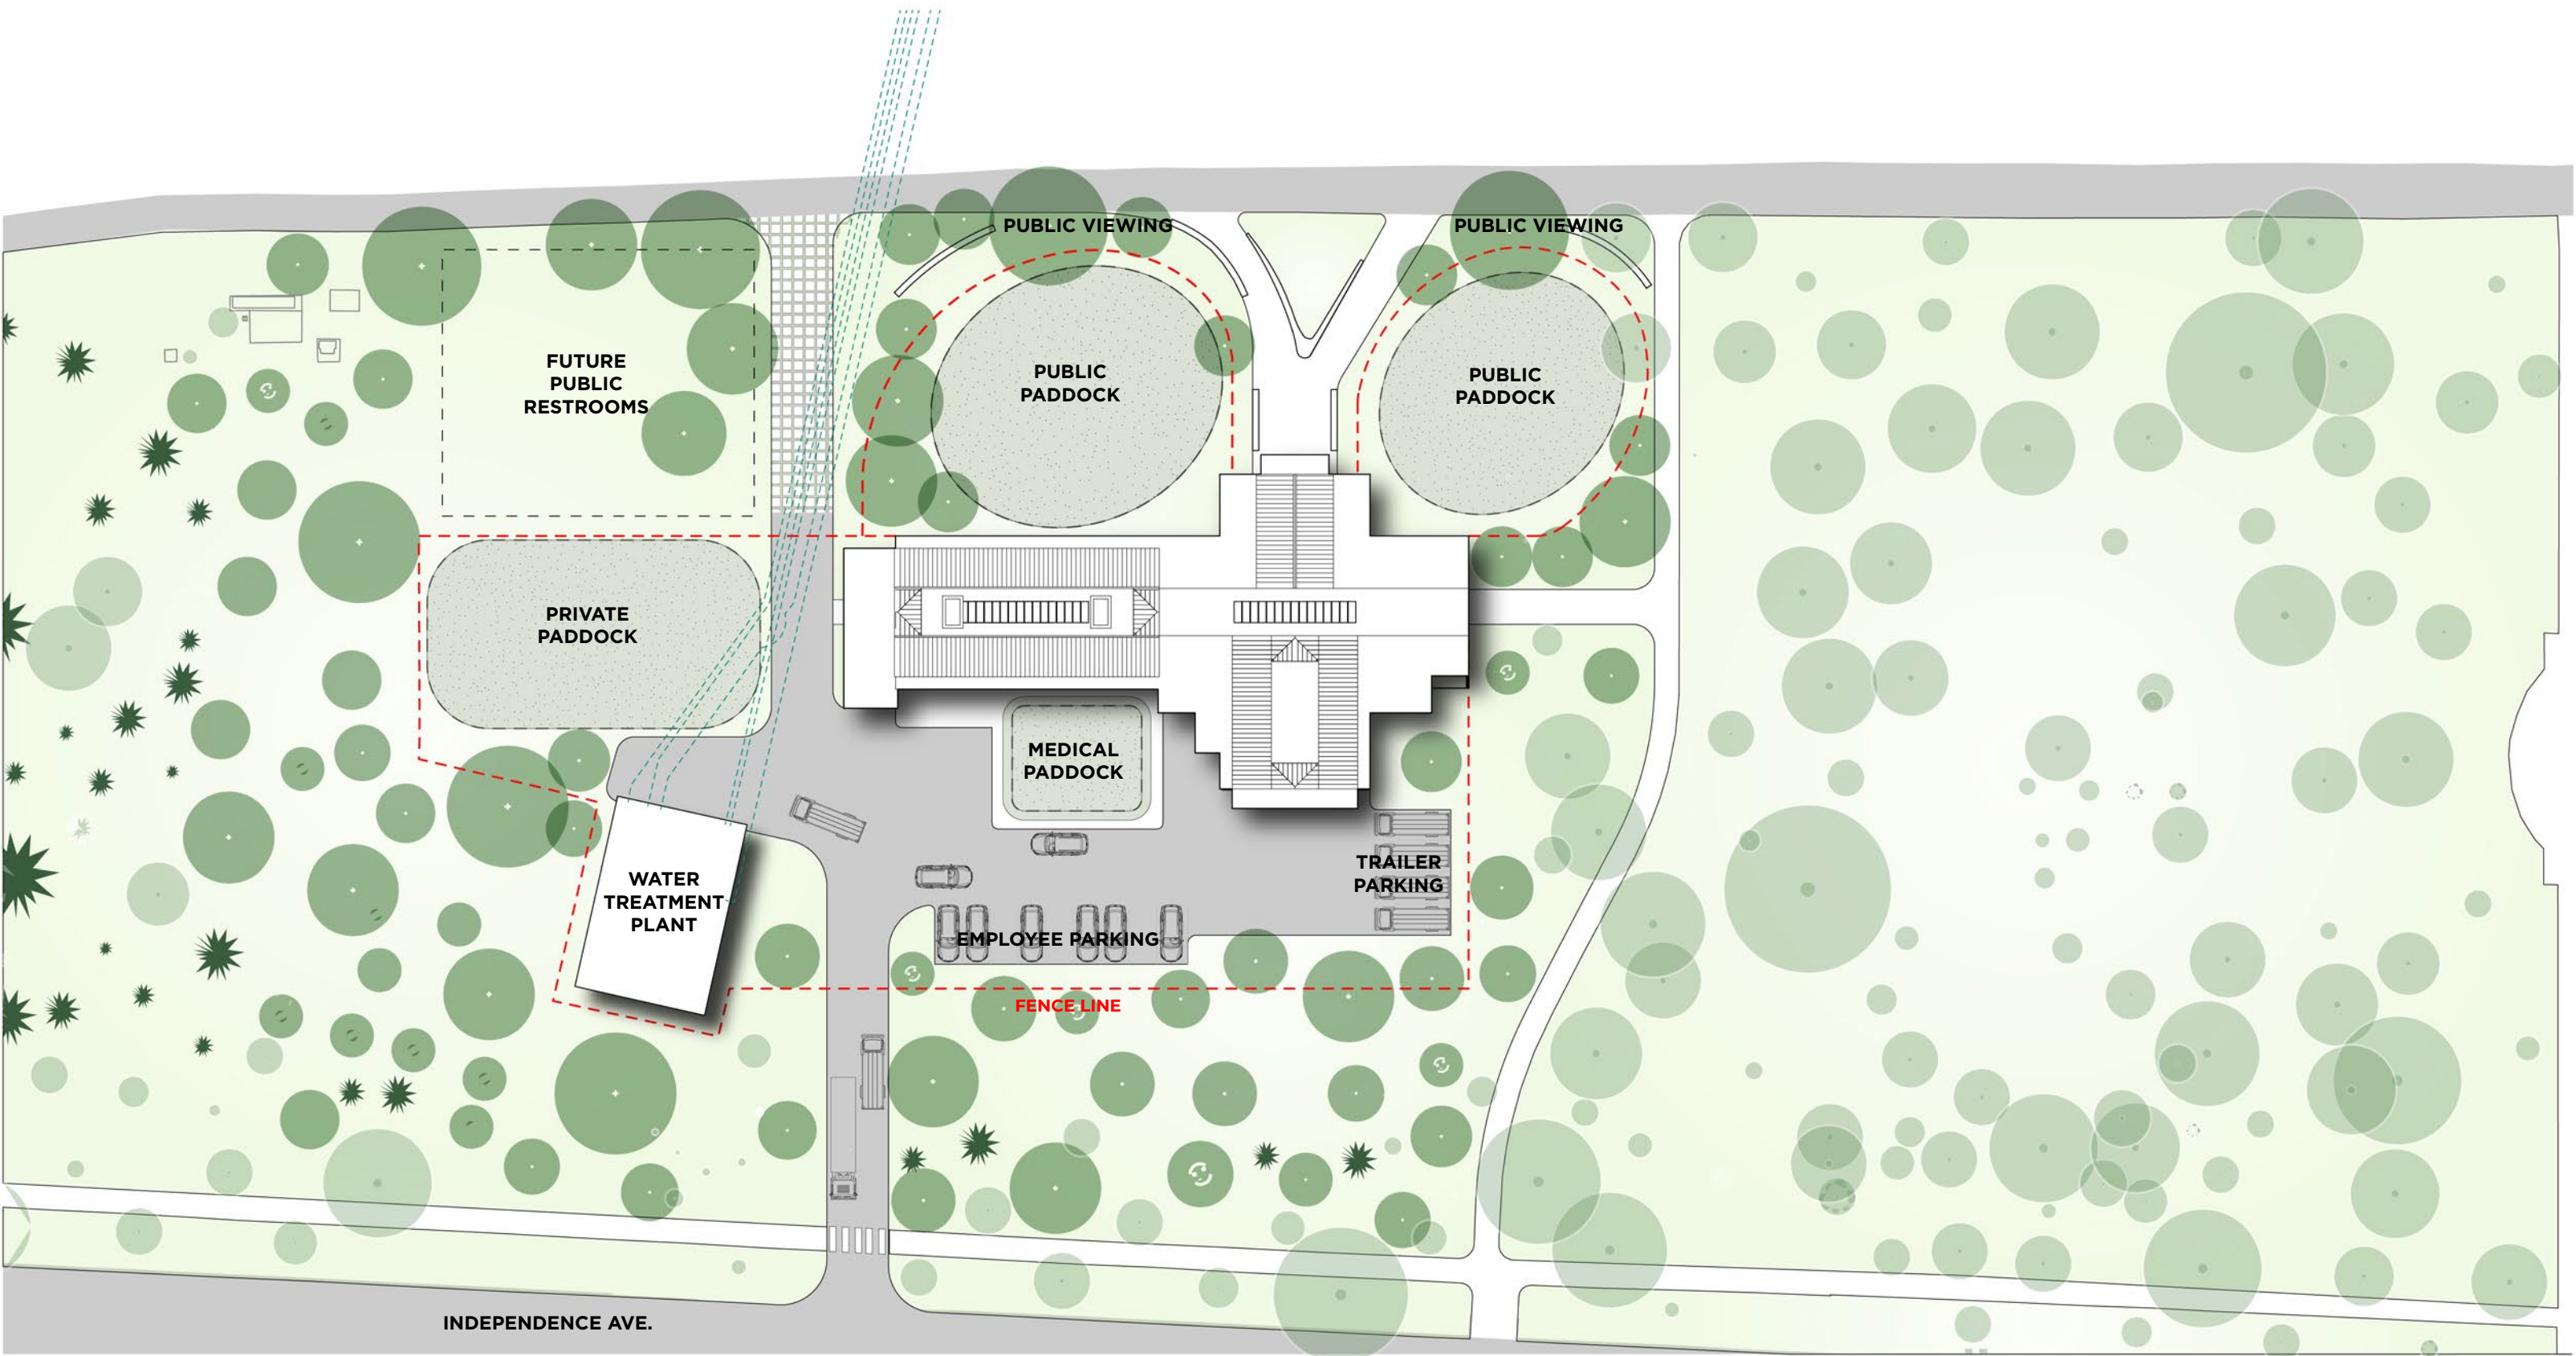 PUBLIC VIEWING
PUBLIC VIEWING
FUTURE
PUBLIC
RESTROOMS
PUBLIC
PADDOCK
PUBLIC
PADDOCK
PRIVATE
PADDOCK
MEDICAL
PADDOCK
WATER
TREATMENT
PLANT
TRAILER
PARKING
EMPLOYEE PARKING
FENCE LINE
INDEPENDENCE AVE.